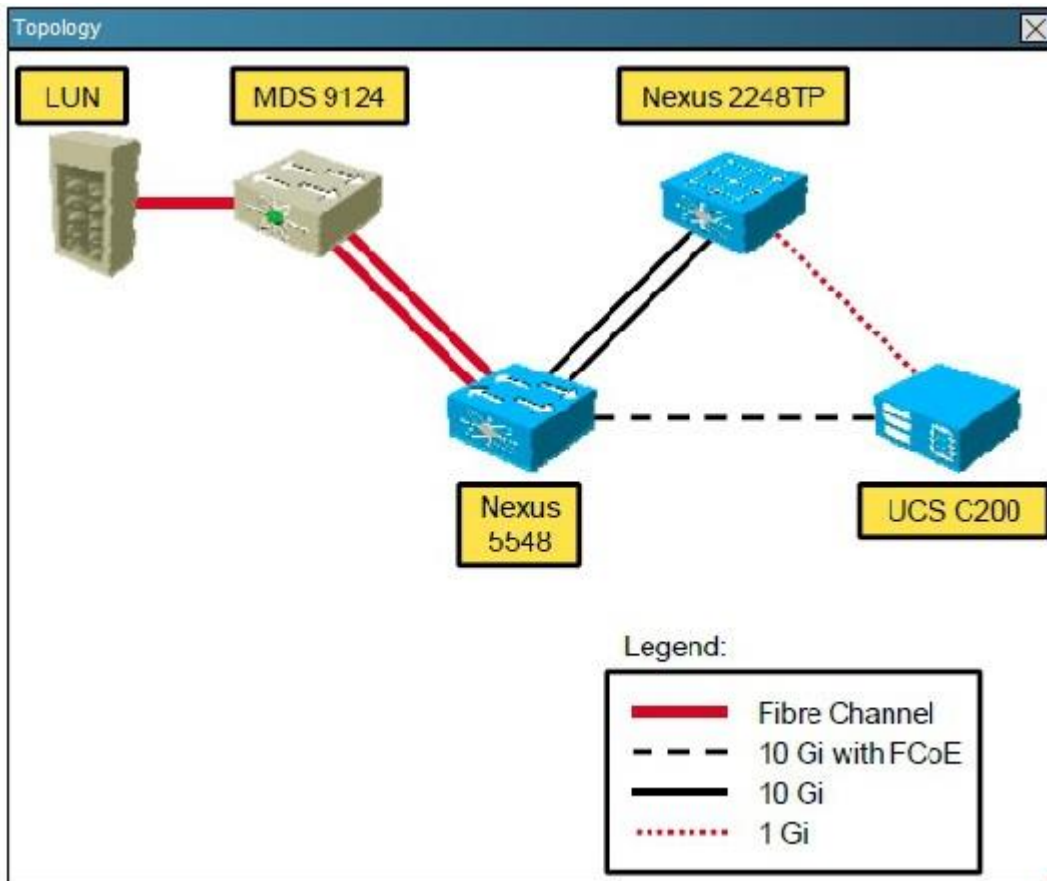 Topology
LUN
MDS 9124
Nexus 2248TP
Nexus
5548
UCS C200
Legend:
Fibre Channel
10 Gi with FCoE
10 Gi
1 Gi